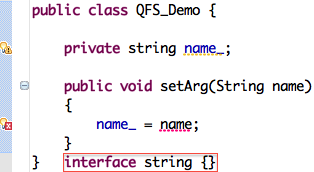 public class QFS_Demo {
private string name_;
public void setArg(String name)
{
name_ = name;
}
} interface string {}